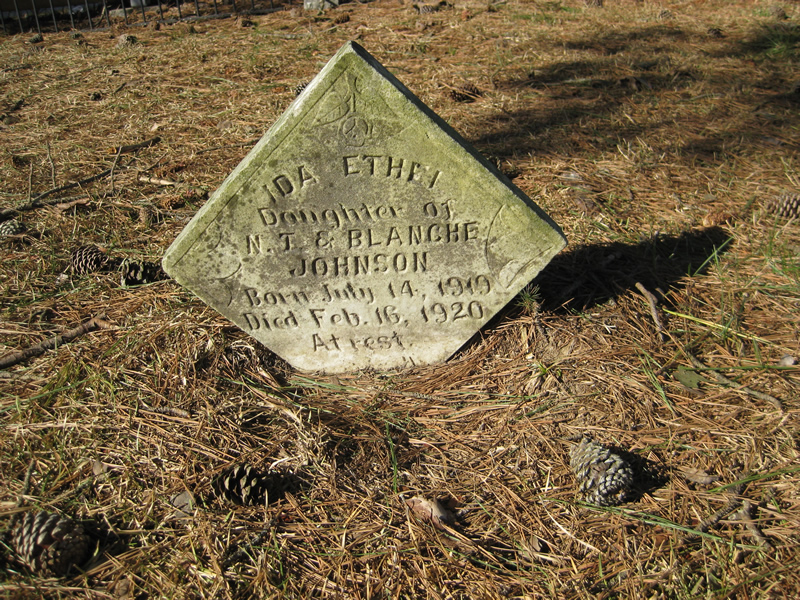 IDA ETHEL
Daughter of
N. T. & BLANCHE
JOHNSON
Born July 14, 1919
Died Feb. 16, 1920
At rest.